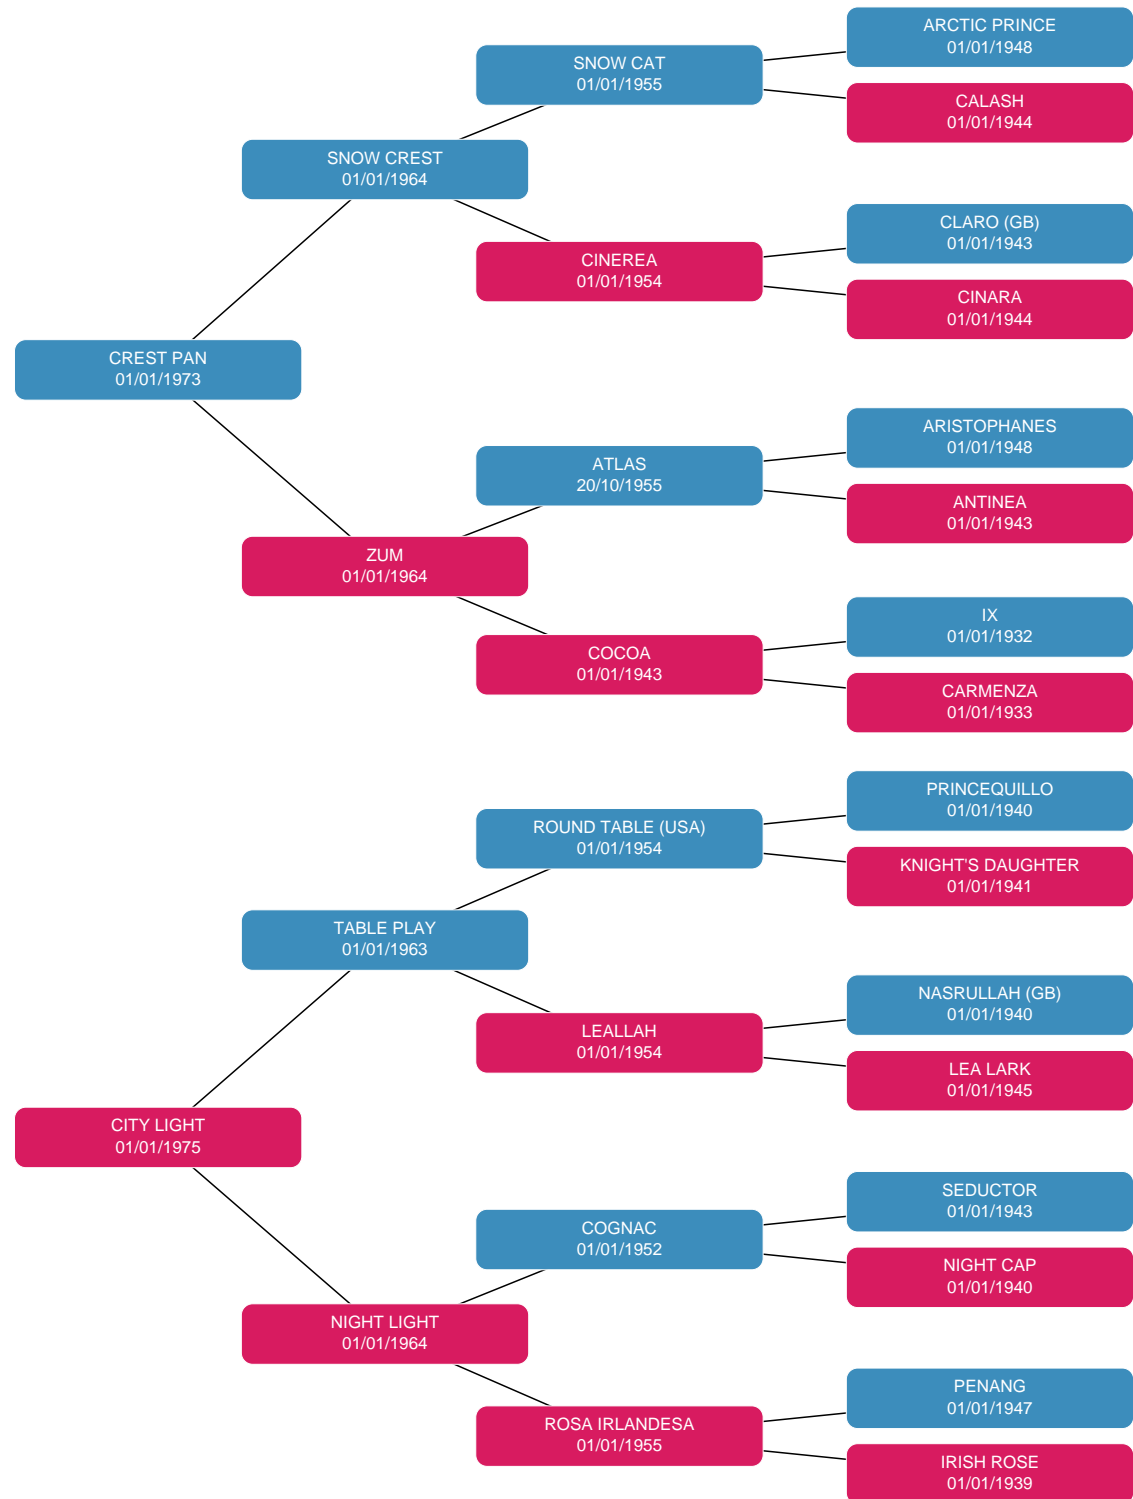 ARCTIC PRINCE
01/01/1948
SNOW CAT
01/01/1955
CALASH
01/01/1944
SNOW CREST
01/01/1964
CLARO (GB)
01/01/1943
CINEREA
01/01/1954
CINARA
01/01/1944
CREST PAN
01/01/1973
ARISTOPHANES
01/01/1948
ATLAS
20/10/1955
ANTINEA
01/01/1943
ZUM
01/01/1964
IX
01/01/1932
COCOA
01/01/1943
CARMENZA
01/01/1933
PRINCEQUILLO
01/01/1940
ROUND TABLE (USA)
01/01/1954
KNIGHT'S DAUGHTER
01/01/1941
TABLE PLAY
01/01/1963
NASRULLAH (GB)
01/01/1940
LEALLAH
01/01/1954
LEA LARK
01/01/1945
CITY LIGHT
01/01/1975
SEDUCTOR
01/01/1943
COGNAC
01/01/1952
NIGHT CAP
01/01/1940
NIGHT LIGHT
01/01/1964
PENANG
01/01/1947
ROSA IRLANDESA
01/01/1955
IRISH ROSE
01/01/1939